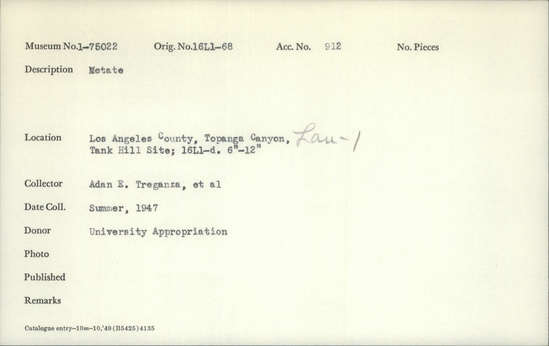 Museum No. 1-75022 Orig. No. 16L1-68 Acc. No. 912 No. Pieces
Description Metate
Location Los Angeles County, Topanga Canyon, Lan-1
Tank Hill Site; 16L1-d. 6"-12"
Collector Adan E. Treganza, et al
Date Coll. Summer, 1947
Donor University Appropriation
Photo
Published
Remarks
Catalogue entry—10m-10,'49 (B5425) 4135